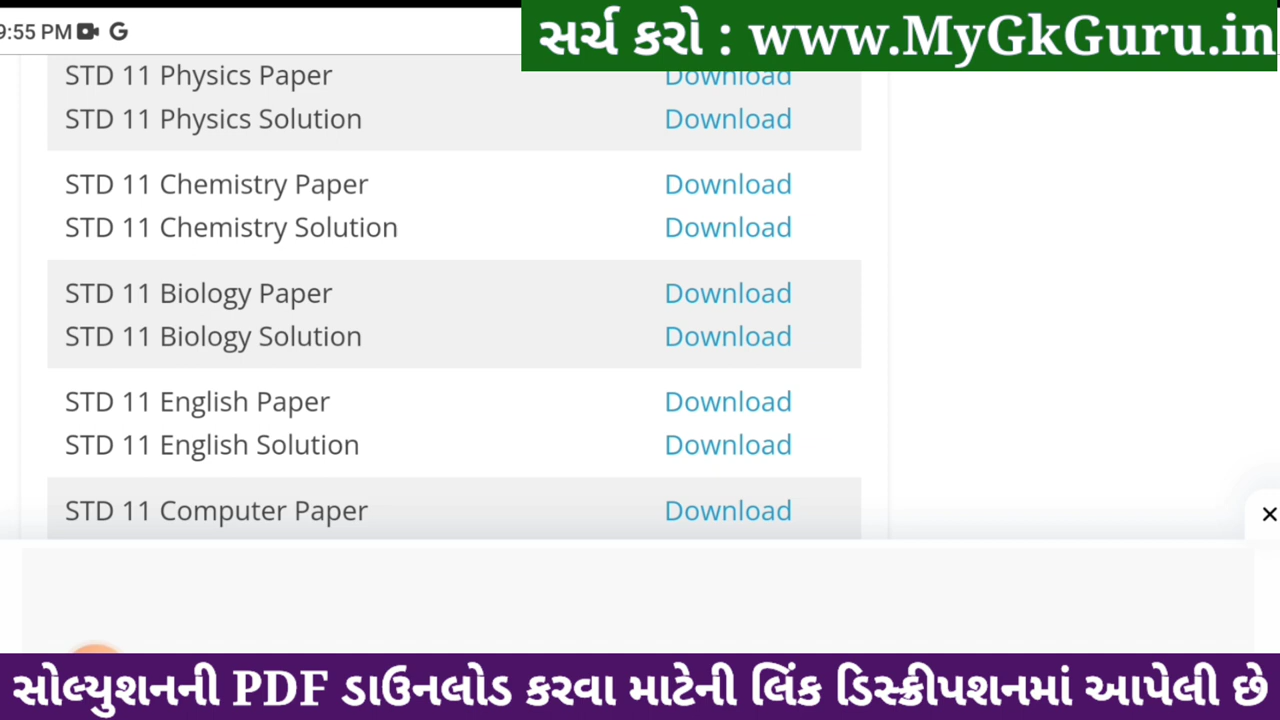 9:55 PM G
સર્ચ કરો : www.MyGkGuru.in
STD 11 Physics Paper Download
STD 11 Physics Solution Download
STD 11 Chemistry Paper Download
STD 11 Chemistry Solution Download
STD 11 Biology Paper Download
STD 11 Biology Solution Download
STD 11 English Paper Download
STD 11 English Solution Download
STD 11 Computer Paper Download
સોલ્યુશનની PDF ડાઉનલોડ કરવા માટેની લિંક ડિસ્ક્રીપશનમાં આપેલી છે